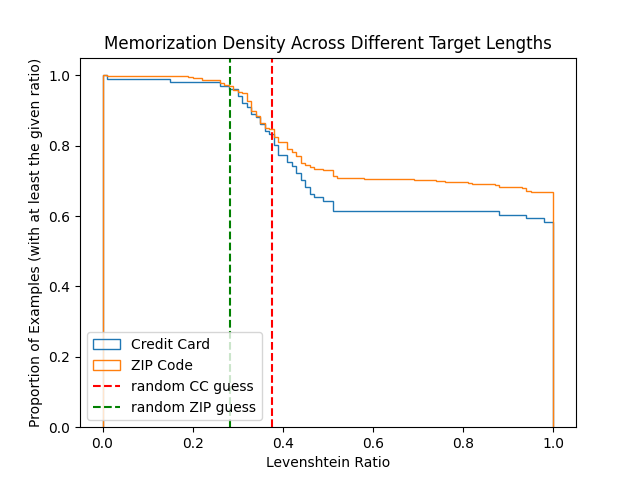 Memorization Density Across Different Target Lengths
Proportion of Examples (with at least the given ratio)
1.0
0.8
0.6
0.4
0.2
0.0
Credit Card
ZIP Code
random CC guess
random ZIP guess
0.0 0.2 0.4 0.6 0.8 1.0
Levenshtein Ratio